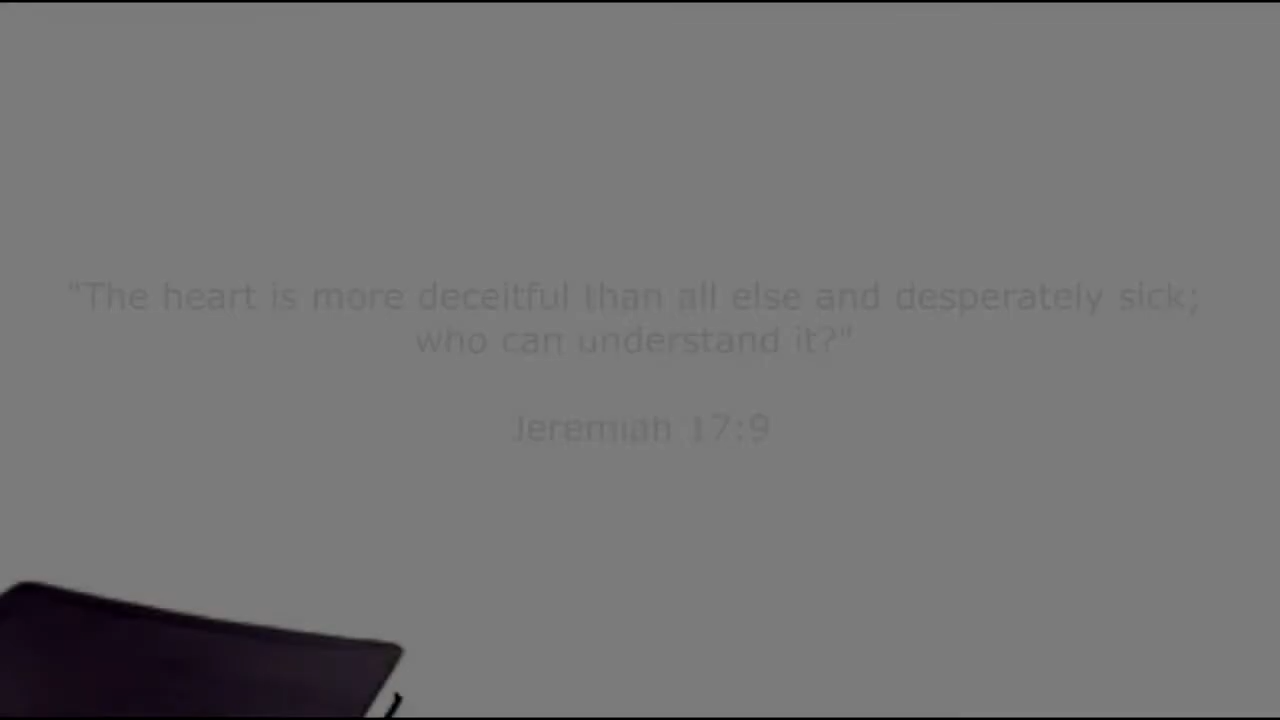 "The heart is more deceitful than all else and desperately sick;
who can understand it?"
Jeremiah 17:9